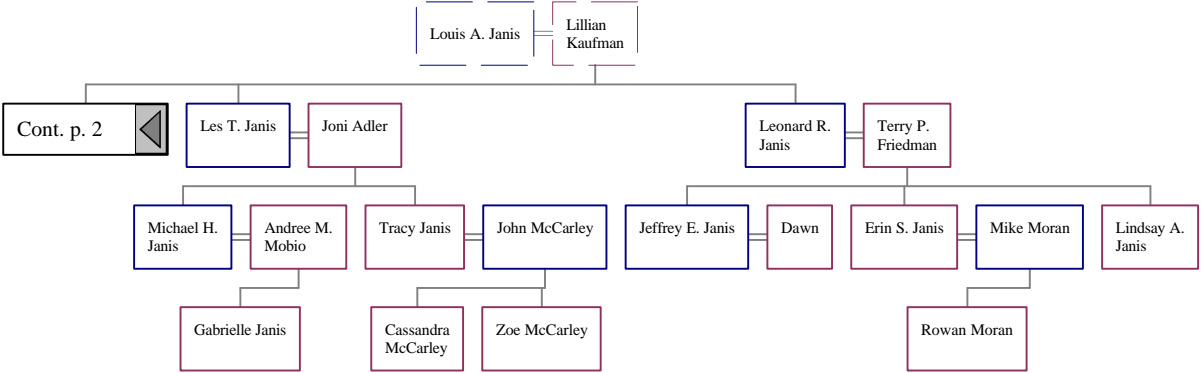 Louis A. Janis
Lillian
Kaufman
Cont. p. 2
Les T. Janis
Joni Adler
Leonard R.
Janis
Terry P.
Friedman
Michael H.
Janis
Andree M.
Mobio
Tracy Janis
John McCarley
Jeffrey E. Janis
Dawn
Erin S. Janis
Mike Moran
Lindsay A.
Janis
Gabrielle Janis
Cassandra
McCarley
Zoe McCarley
Rowan Moran